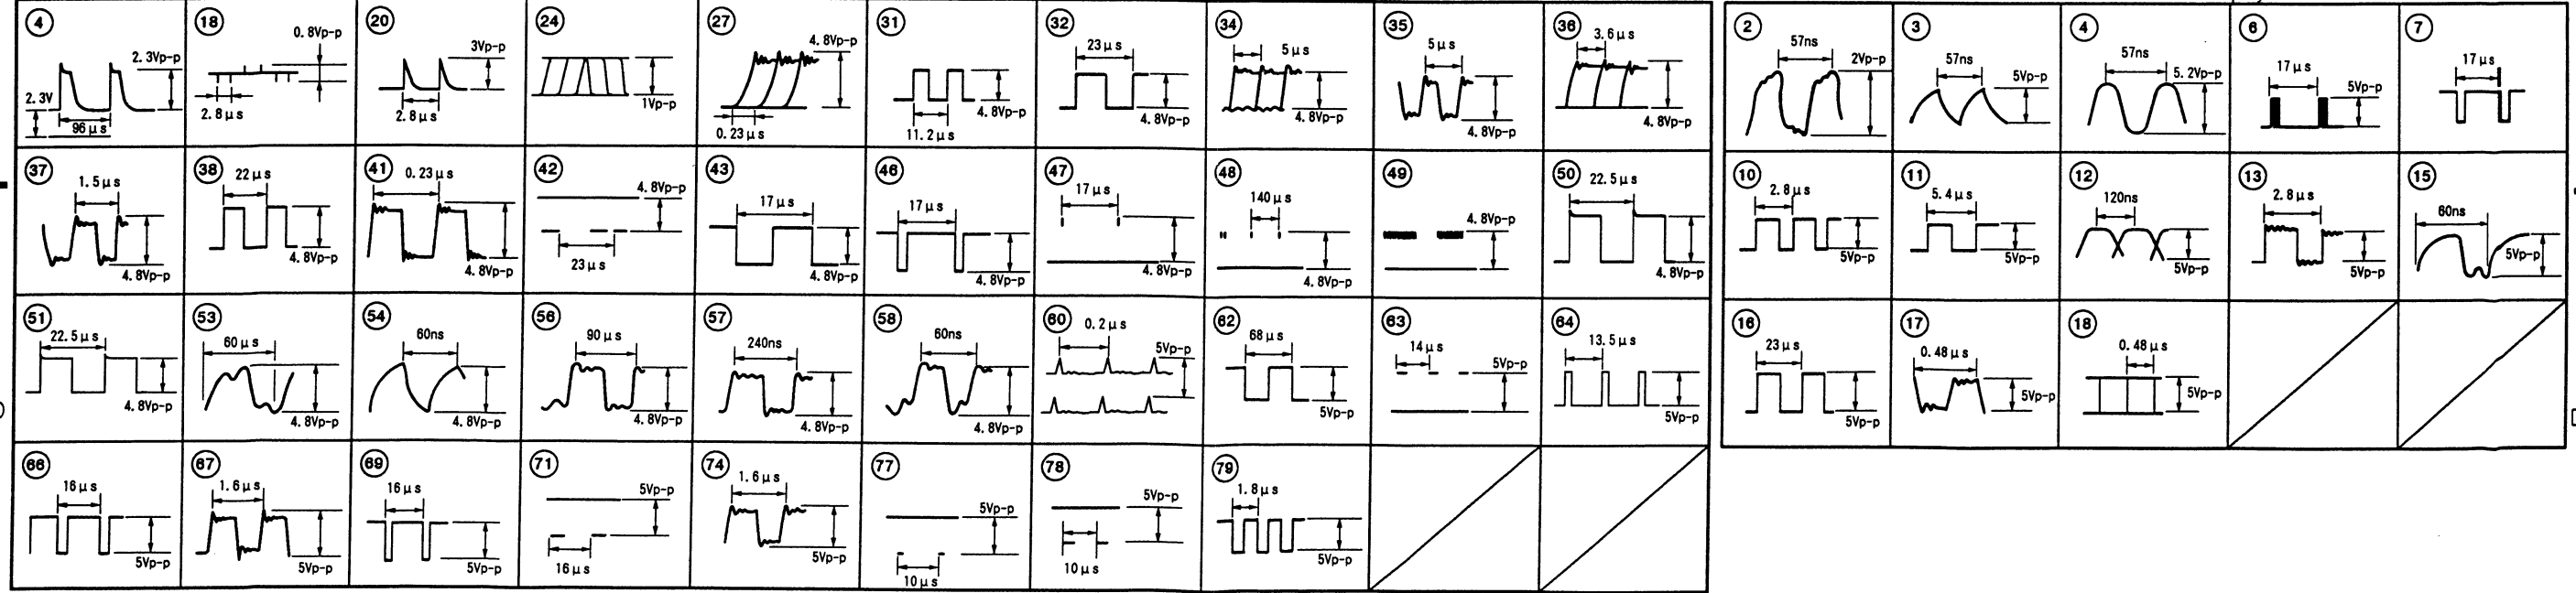 4
2.3Vp-p
2.3V
96μs
18
0.8Vp-p
2.8μs
20
3Vp-p
2.8μs
24
1Vp-p
27
4.8Vp-p
0.23μs
31
4.8Vp-p
11.2μs
32
23μs
4.8Vp-p
34
5μs
4.8Vp-p
35
5μs
4.8Vp-p
36
3.6μs
4.8Vp-p
37
1.5μs
4.8Vp-p
38
22μs
4.8Vp-p
41
0.23μs
4.8Vp-p
42
4.8Vp-p
23μs
43
17μs
4.8Vp-p
46
17μs
4.8Vp-p
47
17μs
4.8Vp-p
48
140μs
4.8Vp-p
49
4.8Vp-p
50
22.5μs
4.8Vp-p
51
22.5μs
4.8Vp-p
53
60μs
4.8Vp-p
54
60ns
4.8Vp-p
56
90μs
4.8Vp-p
57
240ns
4.8Vp-p
58
60ns
4.8Vp-p
60
0.2μs
5Vp-p
62
68μs
5Vp-p
63
14μs
5Vp-p
64
13.5μs
5Vp-p
66
16μs
5Vp-p
67
1.6μs
5Vp-p
69
16μs
5Vp-p
71
5Vp-p
16μs
74
1.6μs
5Vp-p
77
5Vp-p
10μs
78
5Vp-p
10μs
79
1.8μs
5Vp-p
2
57ns
2Vp-p
3
57ns
5Vp-p
4
57ns
5.2Vp-p
6
17μs
5Vp-p
7
17μs
10
2.8μs
5Vp-p
11
5.4μs
5Vp-p
12
120ns
5Vp-p
13
2.8μs
5Vp-p
15
60ns
5Vp-p
16
23μs
5Vp-p
17
0.48μs
5Vp-p
18
0.48μs
5Vp-p